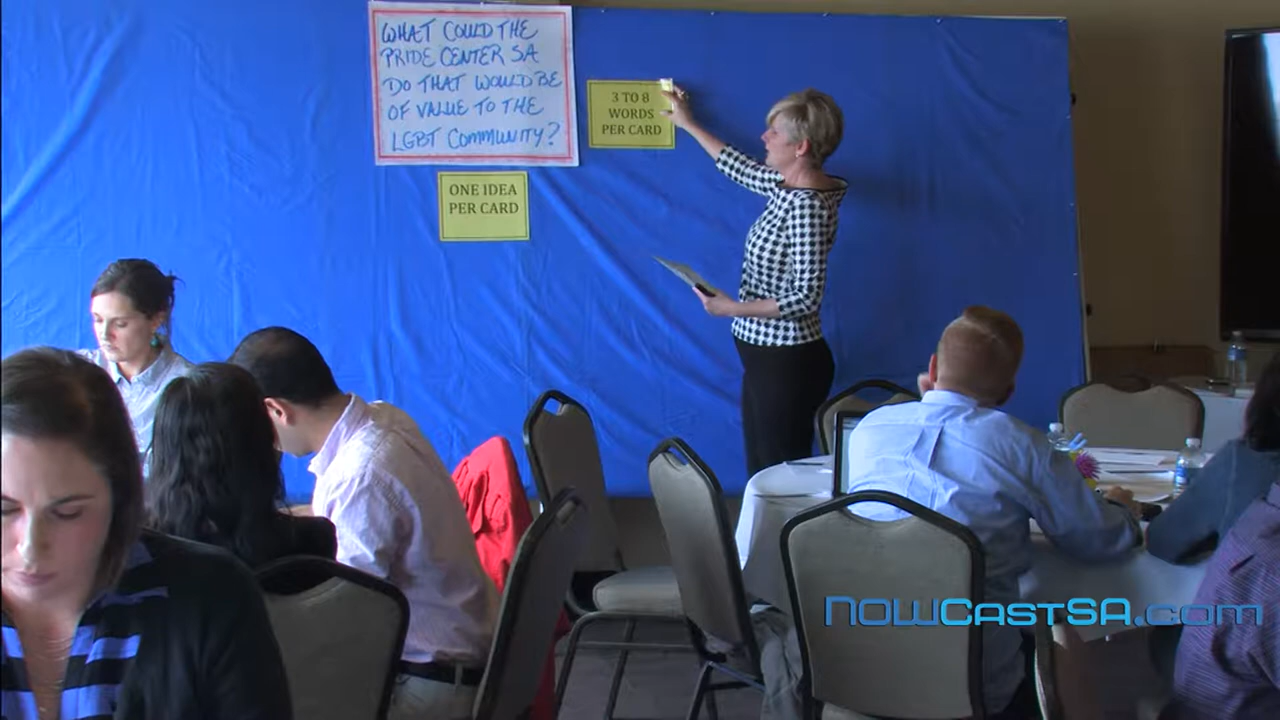 WHAT COULD THE
PRIDE CENTER SA
DO THAT WOULD BE
OF VALUE TO THE
LGBT COMMUNITY?
3 TO 8
WORDS
PER CARD
ONE IDEA
PER CARD
NOWCASTSA.com